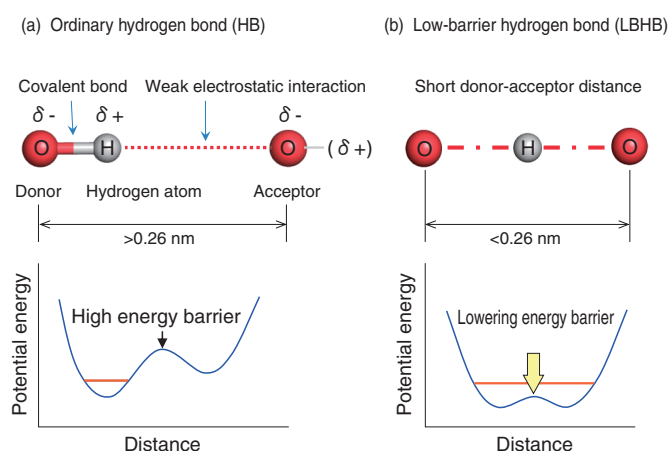 (a) Ordinary hydrogen bond (HB)
Covalent bond
Weak electrostatic interaction
δ -
δ +
δ -
O
H
O
( δ +)
Donor
Hydrogen atom
Acceptor
>0.26 nm
Potential energy
High energy barrier
Distance
(b) Low-barrier hydrogen bond (LBHB)
Short donor-acceptor distance
O
H
O
<0.26 nm
Potential energy
Lowering energy barrier
Distance